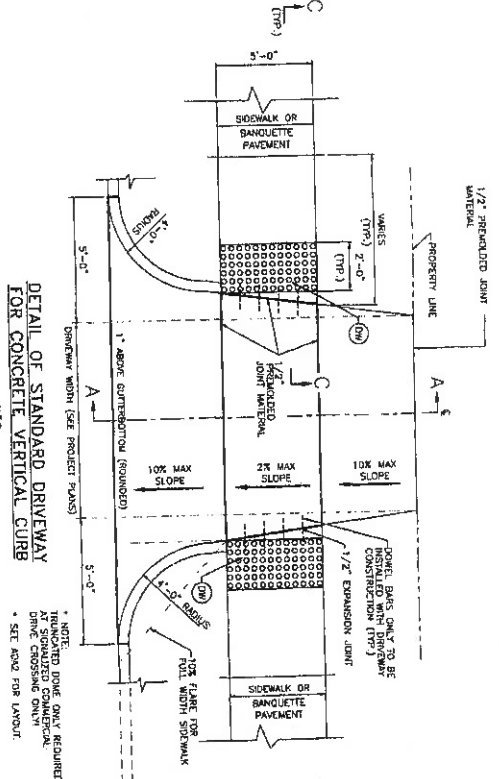 C
(TYP.)
5'-0"
SIDEWALK OR
BANQUETTE
PAVEMENT
1/2" PREMOLDED JOINT
MATERIAL
PROPERTY LINE
VARIES
(TYP.)
2'-0"
(TYP.)
4'-0"
RADIUS
5'-0"
DW
1/2"
PREMOLDED
JOINT MATERIAL
C
A
A
1" ABOVE GUTTERBOTTOM (ROUNDED)
DRIVEWAY WIDTH (SEE PROJECT PLANS)
10% MAX
SLOPE
2% MAX
SLOPE
10% MAX
SLOPE
DOWEL BARS ONLY TO BE
INSTALLED WITH DRIVEWAY
CONSTRUCTION (TYP.)
1/2" EXPANSION JOINT
DW
4'-0" RADIUS
5'-0"
10% FLARE FOR
FULL WIDTH SIDEWALK
SIDEWALK OR
BANQUETTE
PAVEMENT
DETAIL OF STANDARD DRIVEWAY
FOR CONCRETE VERTICAL CURB
* NOTE:
TRUNCATED DOME ONLY REQUIRED
AT SIGNALIZED COMMERCIAL
DRIVE CROSSING ONLY!
* SEE ADAG FOR LAYOUT.